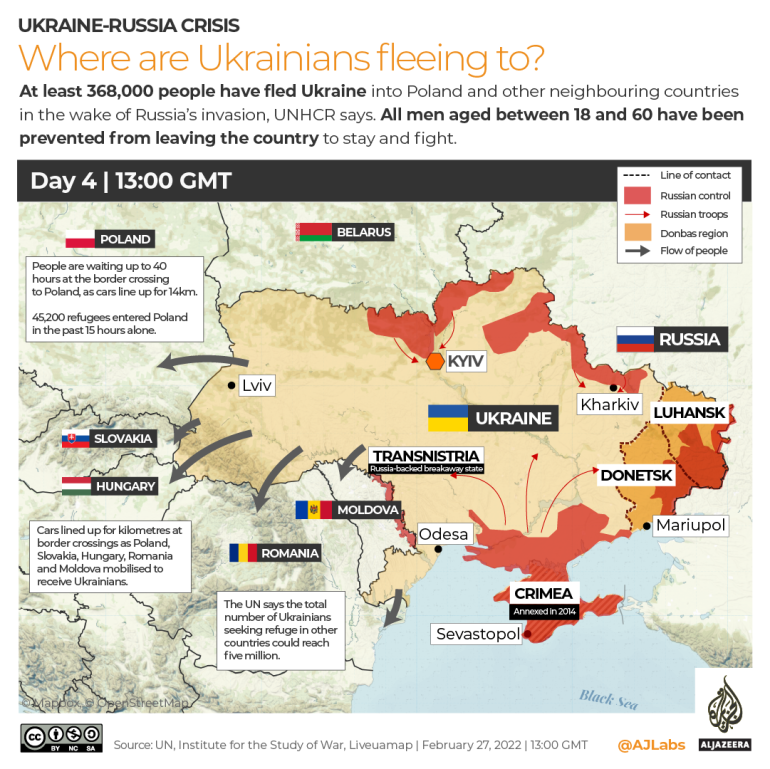 UKRAINE-RUSSIA CRISIS
Where are Ukrainians fleeing to?
At least 368,000 people have fled Ukraine into Poland and other neighbouring countries
in the wake of Russia's invasion, UNHCR says. All men aged between 18 and 60 have been
prevented from leaving the country to stay and fight.
Day 4 | 13:00 GMT
Line of contact
Russian control
Russian troops
Donbas region
Flow of people
POLAND
BELARUS
People are waiting up to 40
hours at the border crossing
to Poland, as cars line up for 14km.
45,200 refugees entered Poland
in the past 15 hours alone.
RUSSIA
KYIV
Lviv
Kharkiv
LUHANSK
UKRAINE
SLOVAKIA
TRANSNISTRIA
Russia-backed breakaway state
DONETSK
HUNGARY
MOLDOVA
Mariupol
Cars lined up for kilometres at
border crossings as Poland,
Slovakia, Hungary, Romania
and Moldova mobilised to
receive Ukrainians.
Odesa
ROMANIA
CRIMEA
Annexed in 2014
The UN says the total
number of Ukrainians
seeking refuge in other
countries could reach
five million.
Sevastopol
Black Sea
© Mapbox, © OpenStreetMap
CC BY NC SA
Source: UN, Institute for the Study of War, Liveuamap | February 27, 2022 | 13:00 GMT
@AJLabs
ALJAZEERA